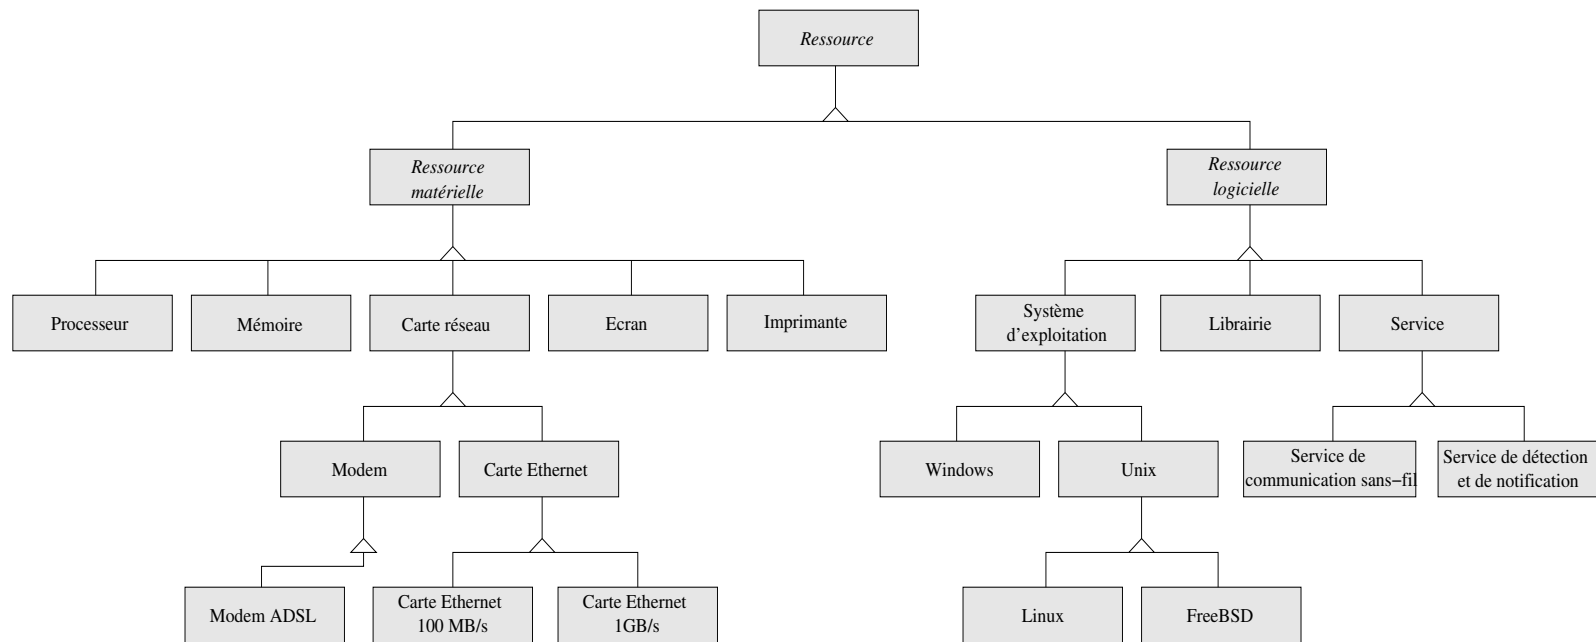 Ressource
Ressource
matérielle
Ressource
logicielle
Processeur
Mémoire
Carte réseau
Ecran
Imprimante
Système
d'exploitation
Librairie
Service
Modem
Carte Ethernet
Windows
Unix
Service de
communication sans−fil
Service de détection
et de notification
Modem ADSL
Carte Ethernet
100 MB/s
Carte Ethernet
1GB/s
Linux
FreeBSD